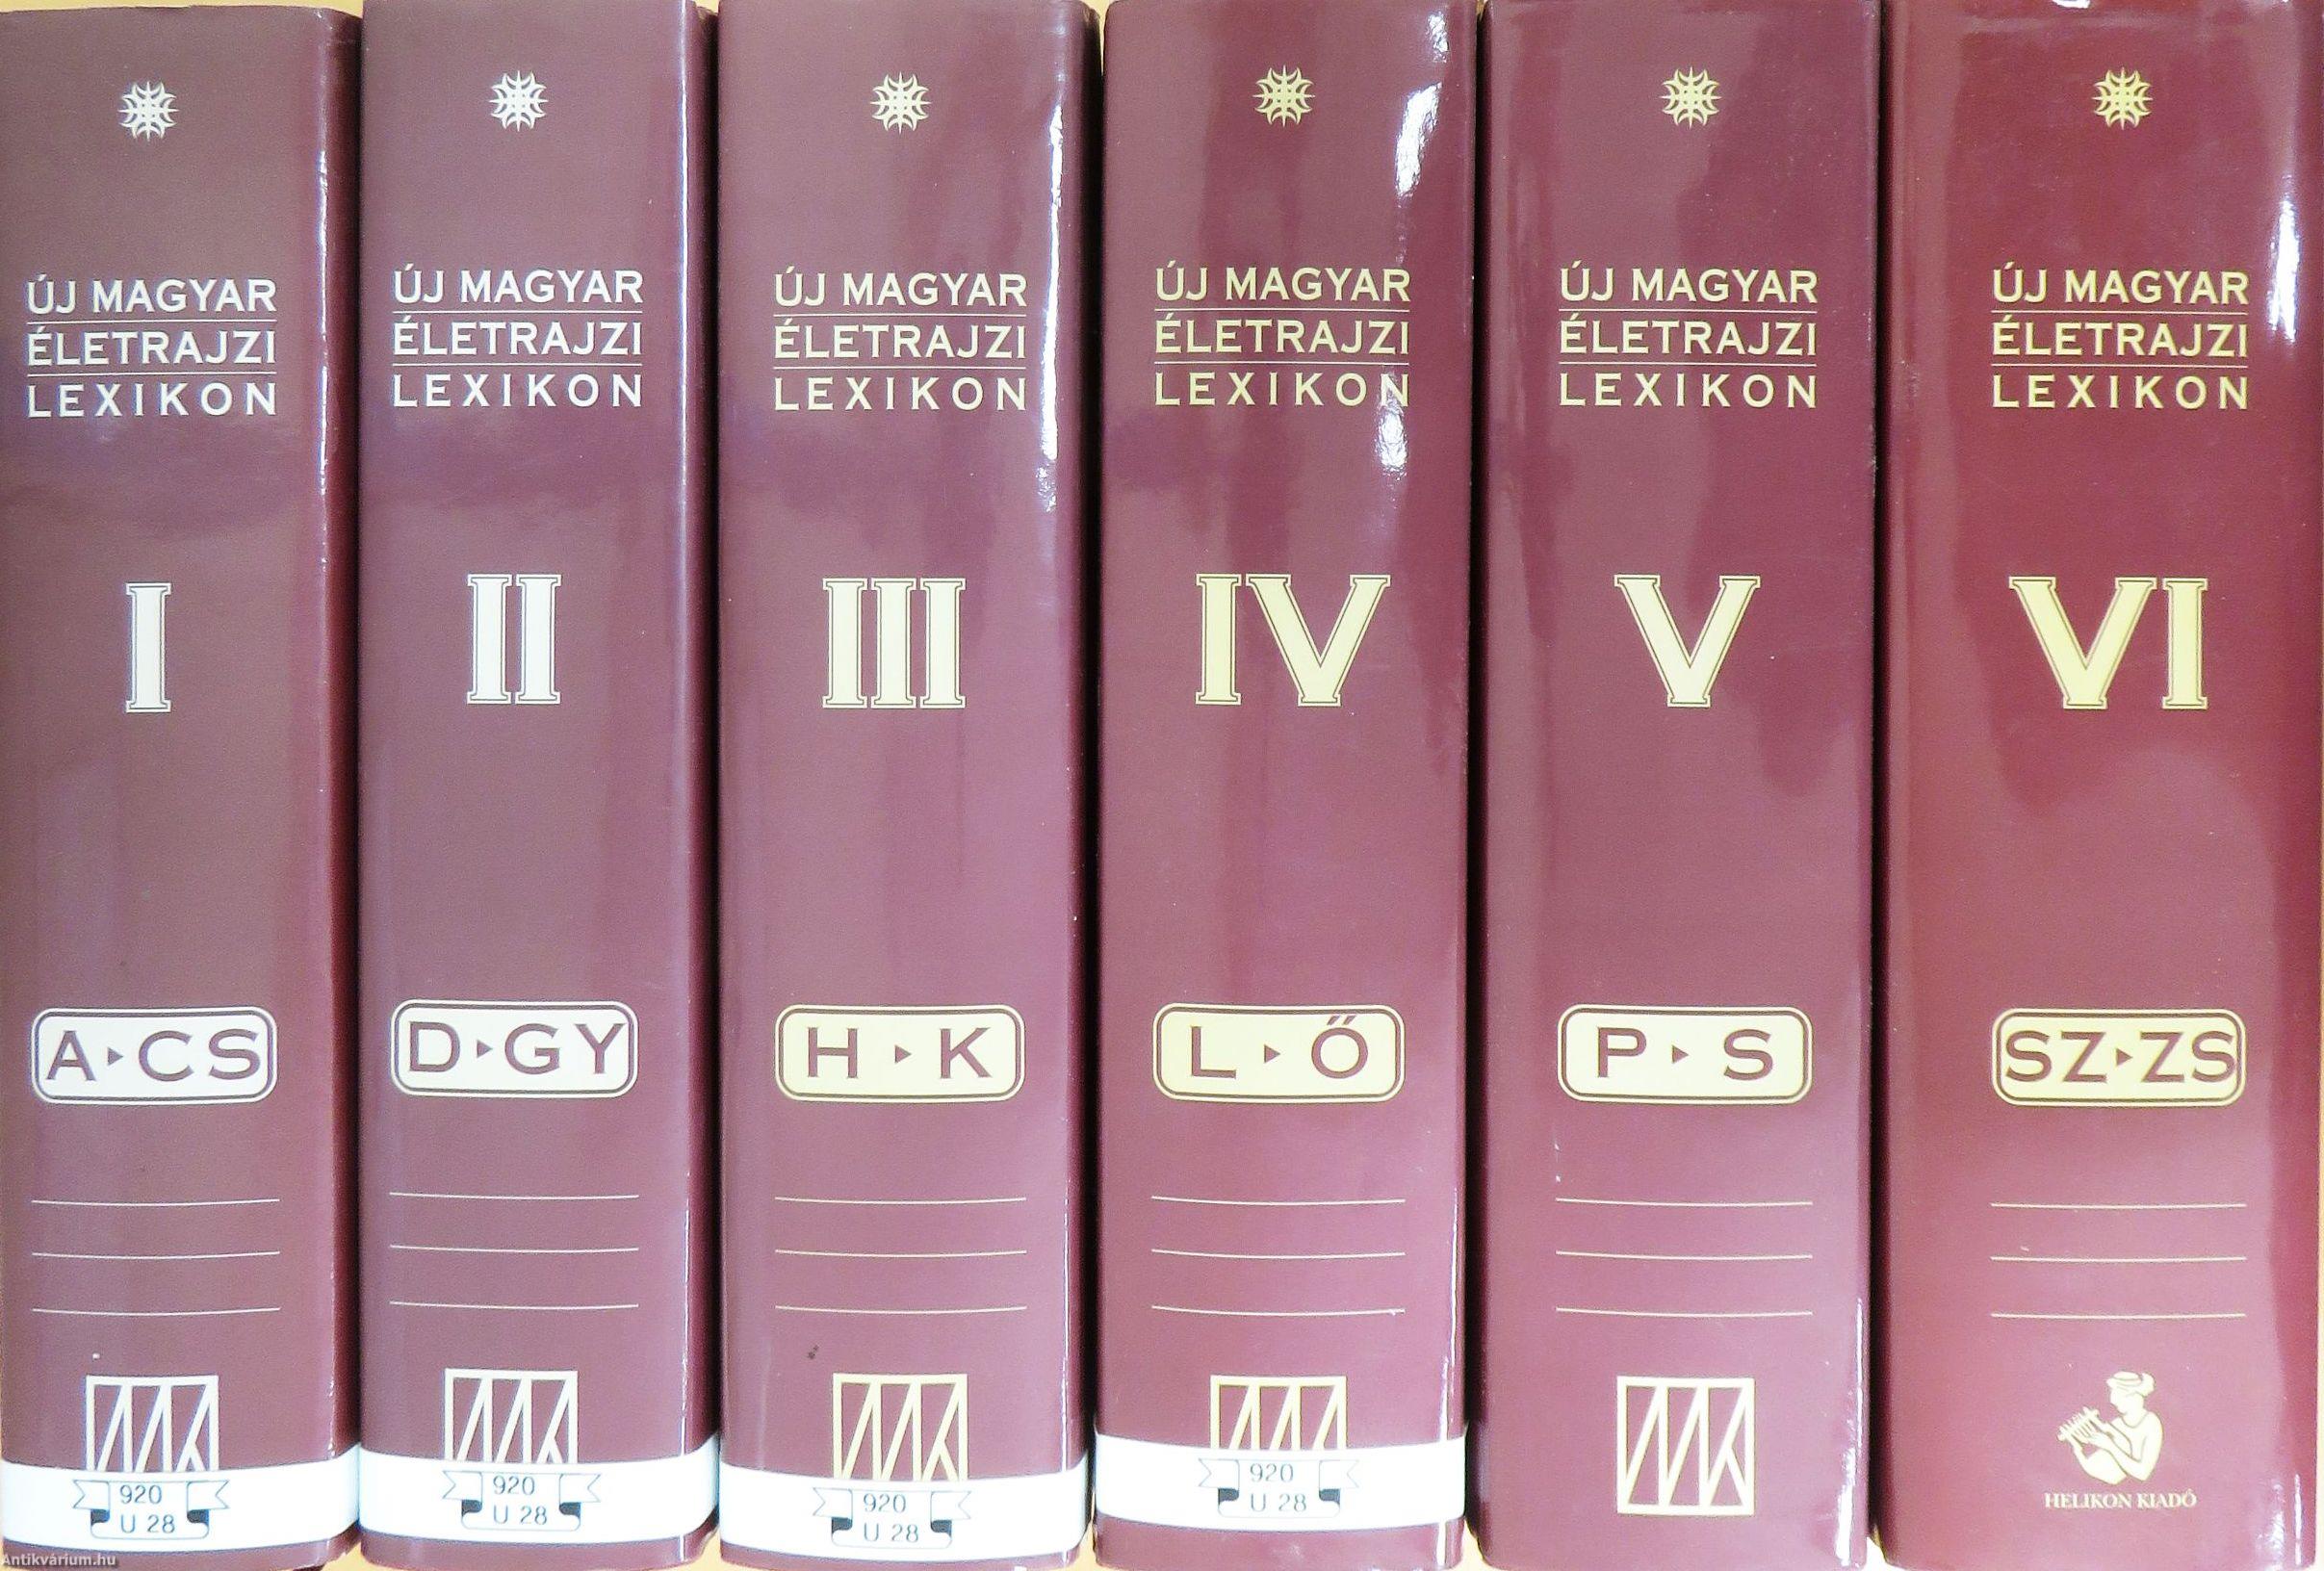 ÚJ MAGYAR
ÉLETRAJZI
LEXIKON
I
A▸CS
920
U 28
ÚJ MAGYAR
ÉLETRAJZI
LEXIKON
II
D▸GY
920
U 28
ÚJ MAGYAR
ÉLETRAJZI
LEXIKON
III
H▸K
920
U 28
ÚJ MAGYAR
ÉLETRAJZI
LEXIKON
IV
L▸Ő
920
U 28
ÚJ MAGYAR
ÉLETRAJZI
LEXIKON
V
P▸S
ÚJ MAGYAR
ÉLETRAJZI
LEXIKON
VI
SZ▸ZS
HELIKON KIADÓ
Antikvárium.hu